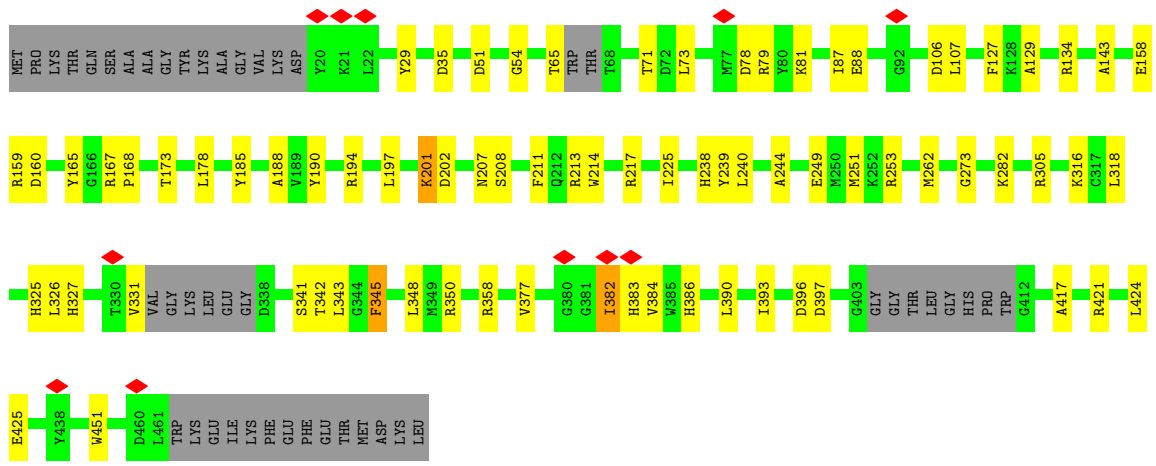 MET PRO LYS THR GLN SER ALA ALA GLY TYR LYS ALA GLY VAL LYS ASP Y20 K21 L22 Y29 D35 D51 G54 T65 TRP THR T68 T71 D72 L73 M77 D78 R79 Y80 K81 I87 E88 G92 D106 L107 F127 K128 A129 R134 A143 E158
R159 D160 Y165 G166 R167 P168 T173 L178 Y185 A188 V189 Y190 R194 L197 K201 D202 N207 S208 F211 Q212 R213 W214 R217 I225 H238 Y239 L240 A244 E249 M250 M251 K252 R253 M262 G273 K282 R305 K316 C317 L318
H325 L326 H327 T330 V331 VAL GLY LYS LEU GLU GLY D338 S341 T342 L343 G344 F345 L348 M349 R350 R358 V377 G380 G381 I382 H383 V384 W385 H386 L390 I393 D396 D397 G403 GLY GLY THR LEU GLY HIS PRO TRP G412 A417 R421 L424
E425 Y438 W451 D460 L461 TRP LYS GLU ILE LYS PHE GLU PHE GLU THR MET ASP LYS LEU